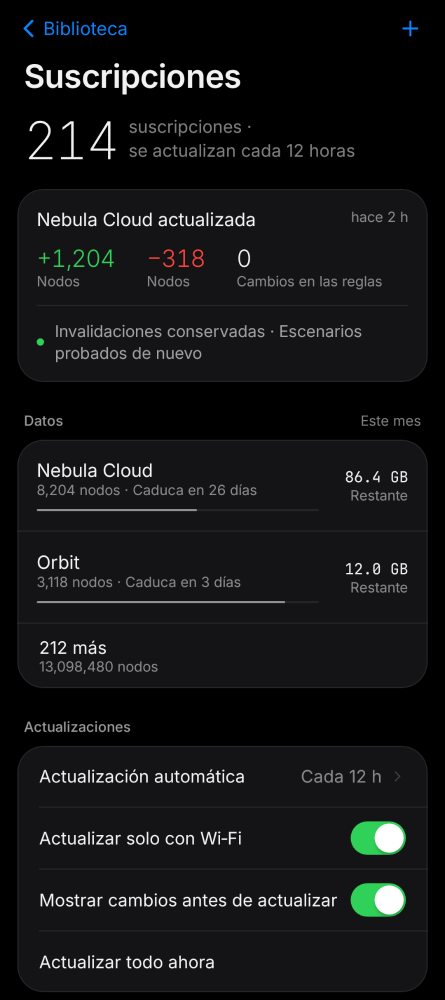 Biblioteca
+
Suscripciones
214
suscripciones ·
se actualizan cada 12 horas
Nebula Cloud actualizada
hace 2 h
+1,204
−318
0
Nodos
Nodos
Cambios en las reglas
Invalidaciones conservadas · Escenarios
probados de nuevo
Datos
Este mes
Nebula Cloud
86.4 GB
8,204 nodos · Caduca en 26 días
Restante
Orbit
12.0 GB
3,118 nodos · Caduca en 3 días
Restante
212 más
13,098,480 nodos
Actualizaciones
Actualización automática
Cada 12 h
Actualizar solo con Wi-Fi
Mostrar cambios antes de actualizar
Actualizar todo ahora